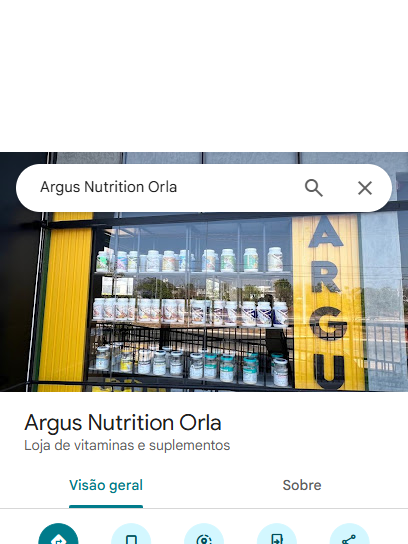 Argus Nutrition Orla
ARGU
Argus Nutrition Orla
Loja de vitaminas e suplementos
Visão geral
Sobre